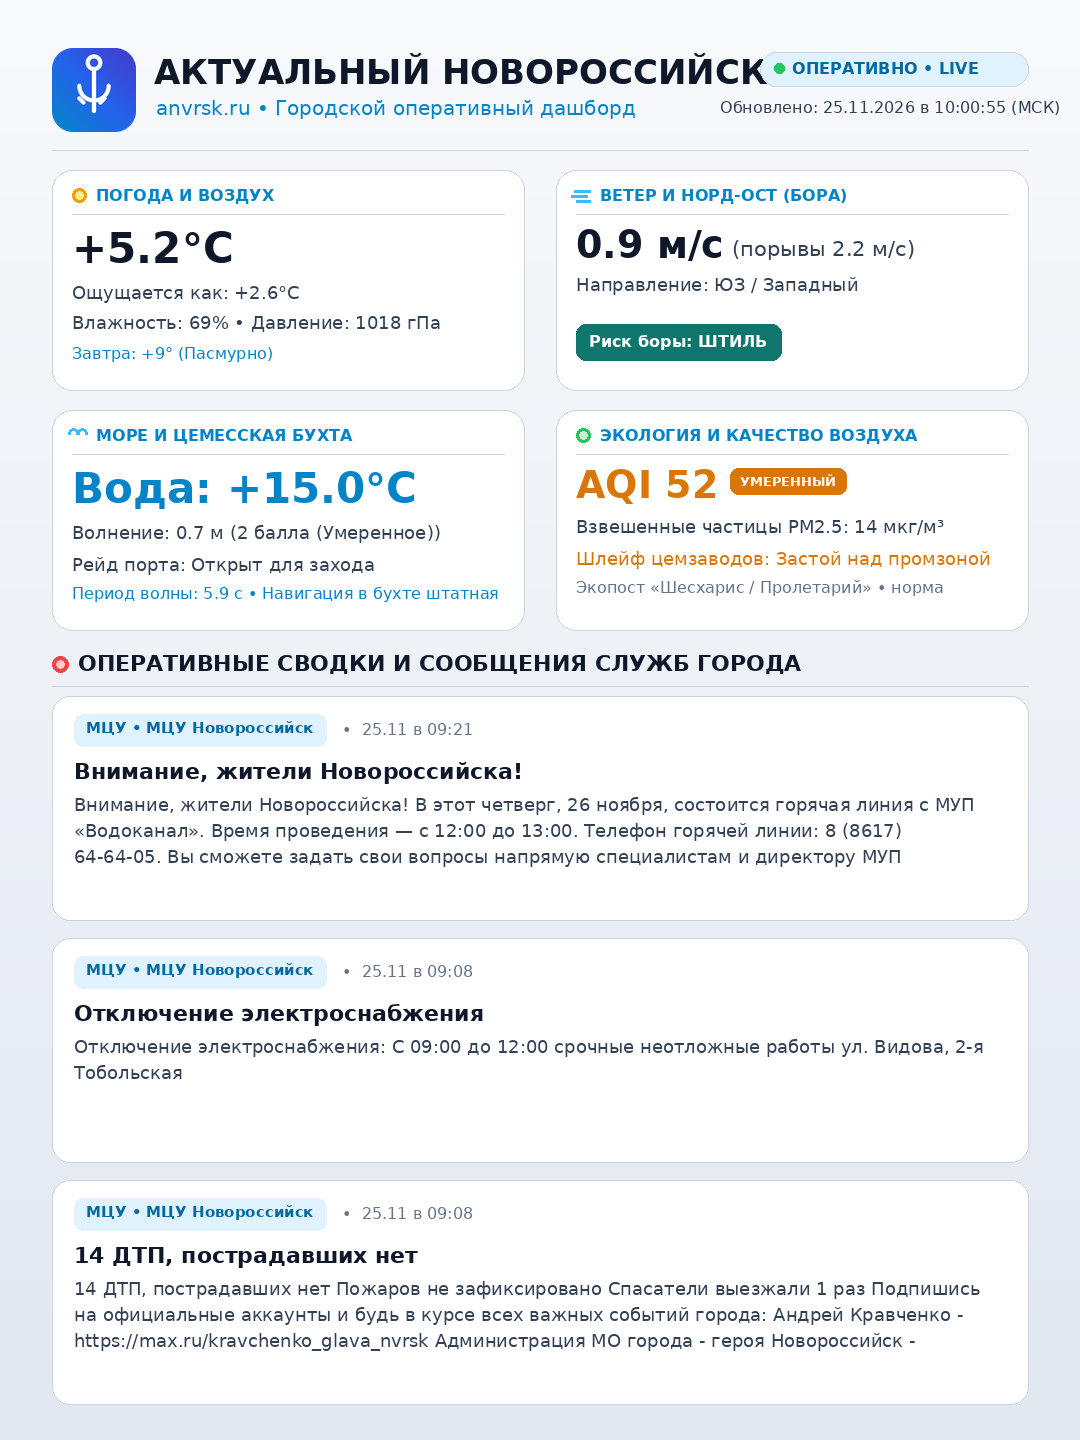 АКТУАЛЬНЫЙ НОВОРОССИЙСК
ОПЕРАТИВНО • LIVE
anvrsk.ru • Городской оперативный дашборд
Обновлено: 25.11.2026 в 10:00:55 (МСК)
ПОГОДА И ВОЗДУХ
+5.2°C
Ощущается как: +2.6°C
Влажность: 69% • Давление: 1018 гПа
Завтра: +9° (Пасмурно)
ВЕТЕР И НОРД-ОСТ (БОРА)
0.9 м/с (порывы 2.2 м/с)
Направление: ЮЗ / Западный
Риск боры: ШТИЛЬ
МОРЕ И ЦЕМЕССКАЯ БУХТА
Вода: +15.0°C
Волнение: 0.7 м (2 балла (Умеренное))
Рейд порта: Открыт для захода
Период волны: 5.9 с • Навигация в бухте штатная
ЭКОЛОГИЯ И КАЧЕСТВО ВОЗДУХА
AQI 52 УМЕРЕННЫЙ
Взвешенные частицы PM2.5: 14 мкг/м³
Шлейф цемзаводов: Застой над промзоной
Экопост «Шесхарис / Пролетарий» • норма
ОПЕРАТИВНЫЕ СВОДКИ И СООБЩЕНИЯ СЛУЖБ ГОРОДА
МЦУ • МЦУ Новороссийск • 25.11 в 09:21
Внимание, жители Новороссийска!
Внимание, жители Новороссийска! В этот четверг, 26 ноября, состоится горячая линия с МУП
«Водоканал». Время проведения — с 12:00 до 13:00. Телефон горячей линии: 8 (8617)
64-64-05. Вы сможете задать свои вопросы напрямую специалистам и директору МУП
МЦУ • МЦУ Новороссийск • 25.11 в 09:08
Отключение электроснабжения
Отключение электроснабжения: С 09:00 до 12:00 срочные неотложные работы ул. Видова, 2-я
Тобольская
МЦУ • МЦУ Новороссийск • 25.11 в 09:08
14 ДТП, пострадавших нет
14 ДТП, пострадавших нет Пожаров не зафиксировано Спасатели выезжали 1 раз Подпишись
на официальные аккаунты и будь в курсе всех важных событий города: Андрей Кравченко -
https://max.ru/kravchenko_glava_nvrsk Администрация МО города - героя Новороссийск -